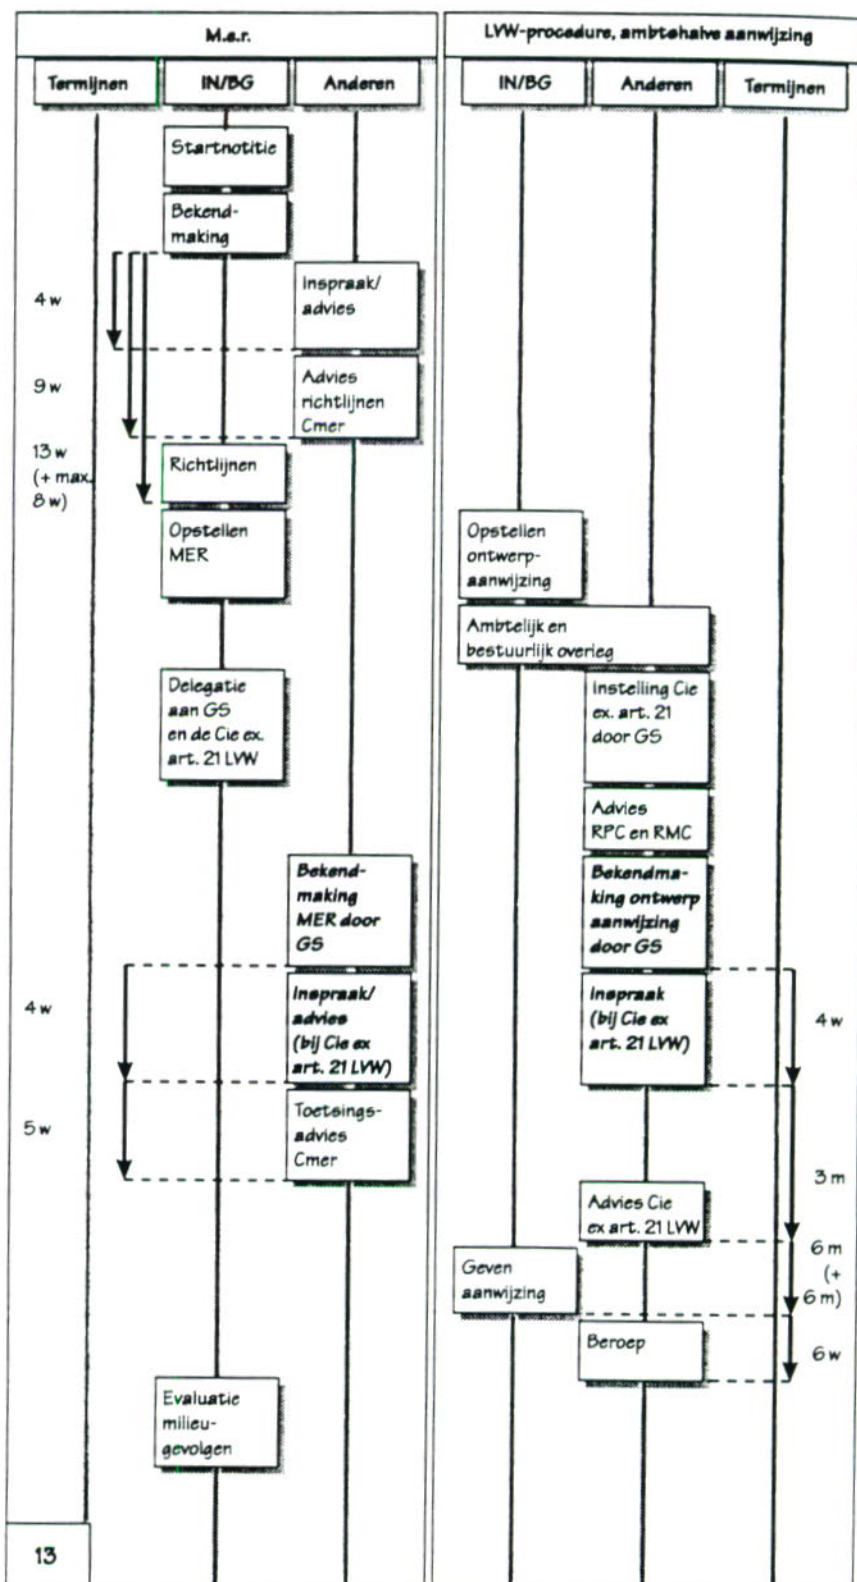 M.e.r.
Termijnen
IN/BG
Anderen
Startnotitie
Bekend-
making
4 w
Inspraak/
advies
9 w
Advies
richtlijnen
Cmer
13 w
(+ max.
8 w)
Richtlijnen
Opstellen
MER
Delegatie
aan GS
en de Cie ex.
art. 21 LVW
Bekend-
making
MER door
GS
4 w
Inspraak/
advies
(bij Cie ex
art. 21 LVW)
5 w
Toetsings-
advies
Cmer
Evaluatie
milieu-
gevolgen
13
LVW-procedure, ambtshalve aanwijzing
IN/BG
Anderen
Termijnen
Opstellen
ontwerp-
aanwijzing
Ambtelijk en
bestuurlijk overleg
Instelling Cie
ex. art. 21
door GS
Advies
RPC en RMC
Bekendma-
king ontwerp
aanwijzing
door GS
Inspraak
(bij Cie ex
art. 21 LVW)
4 w
3 m
Advies Cie
ex art. 21 LVW
6 m
(+
6 m)
Geven
aanwijzing
Beroep
6 w